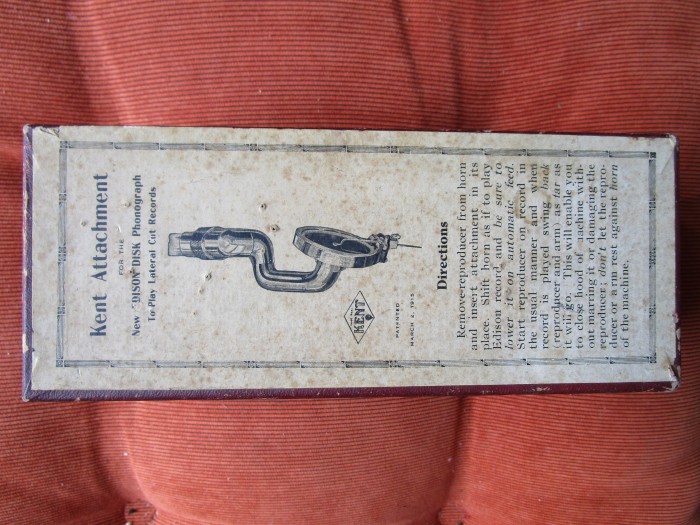 Kent Attachment
FOR THE
New EDISON DISK Phonograph
To Play Lateral Cut Records
KENT
PATENTED
MARCH 2, 1915
Directions
Remove reproducer from horn
and insert attachment in its
place. Shift horn as if to play
Edison record and be sure to
lower it on automatic feed.
Start reproducer on record in
the usual manner and when
record is played swing back
(reproducer and arm) as far as
it will go. This will enable you
to close hood of machine with-
out marring it or damaging the
reproducer; don't let the repro-
ducer or arm rest against horn
of the machine.